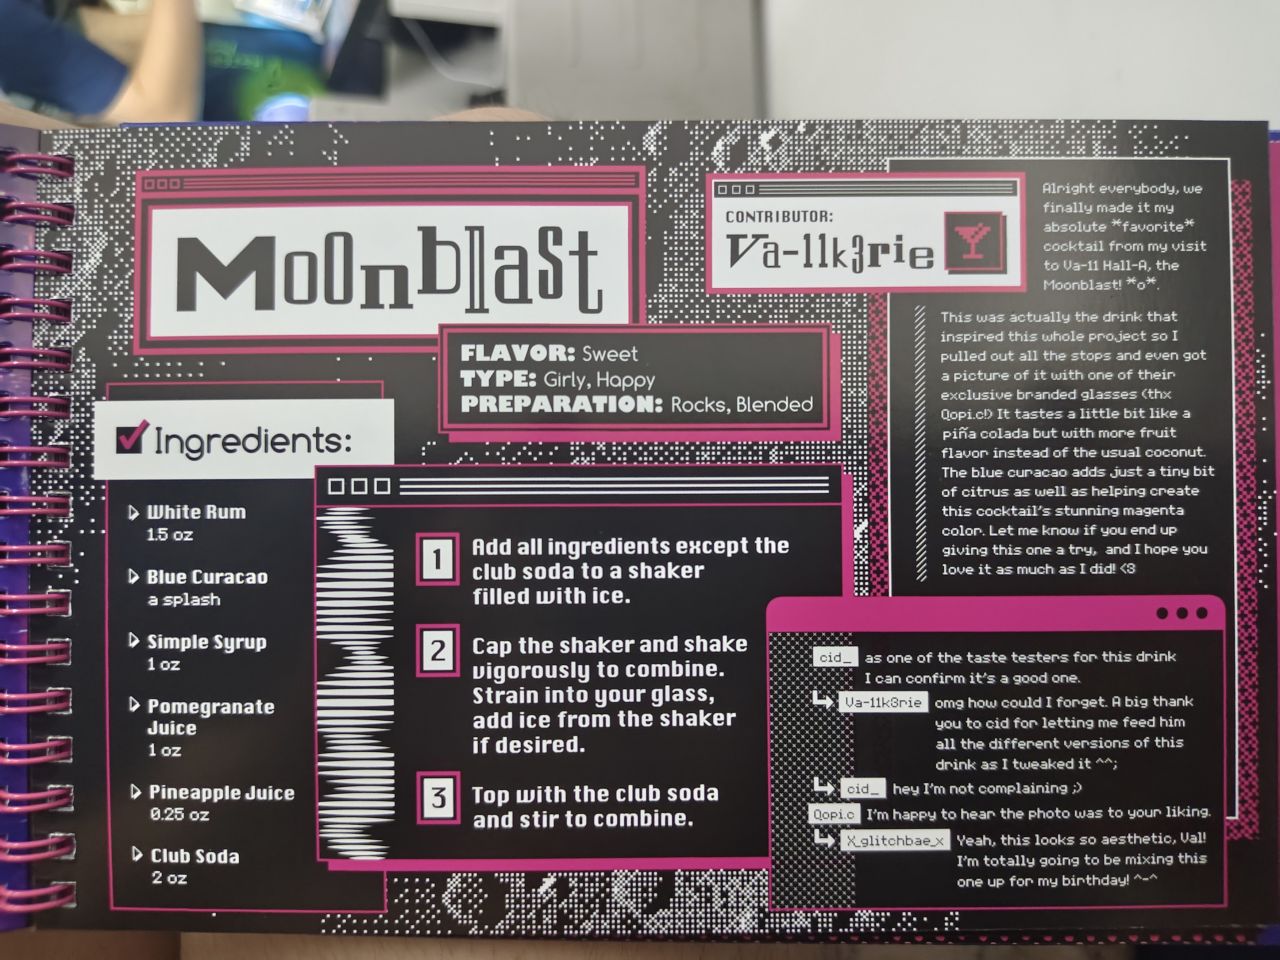 Moonblast
FLAVOR: Sweet
TYPE: Girly, Happy
PREPARATION: Rocks, Blended
Ingredients:
White Rum
1.5 oz
Blue Curacao
a splash
Simple Syrup
1 oz
Pomegranate
Juice
1 oz
Pineapple Juice
0.25 oz
Club Soda
2 oz
1
Add all ingredients except the
club soda to a shaker
filled with ice.
2
Cap the shaker and shake
vigorously to combine.
Strain into your glass,
add ice from the shaker
if desired.
3
Top with the club soda
and stir to combine.
CONTRIBUTOR:
Va-11k3rie
Alright everybody, we
finally made it my
absolute *favorite*
cocktail from my visit
to Va-11 Hall-A, the
Moonblast! *o*
This was actually the drink that
inspired this whole project so I
pulled out all the stops and even got
a picture of it with one of their
exclusive branded glasses (thx
Qopi.c!) It tastes a little bit like a
piña colada but with more fruit
flavor instead of the usual coconut.
The blue curacao adds just a tiny bit
of citrus as well as helping create
this cocktail's stunning magenta
color. Let me know if you end up
giving this one a try, and I hope you
love it as much as I did! <3
cid_ as one of the taste testers for this drink
I can confirm it's a good one.
Va-11k3rie omg how could I forget. A big thank
you to cid for letting me feed him
all the different versions of this
drink as I tweaked it ^^;
cid_ hey I'm not complaining ;)
Qopi.c I'm happy to hear the photo was to your liking.
X_glitchbae_x Yeah, this looks so aesthetic, Val!
I'm totally going to be mixing this
one up for my birthday! ^-^